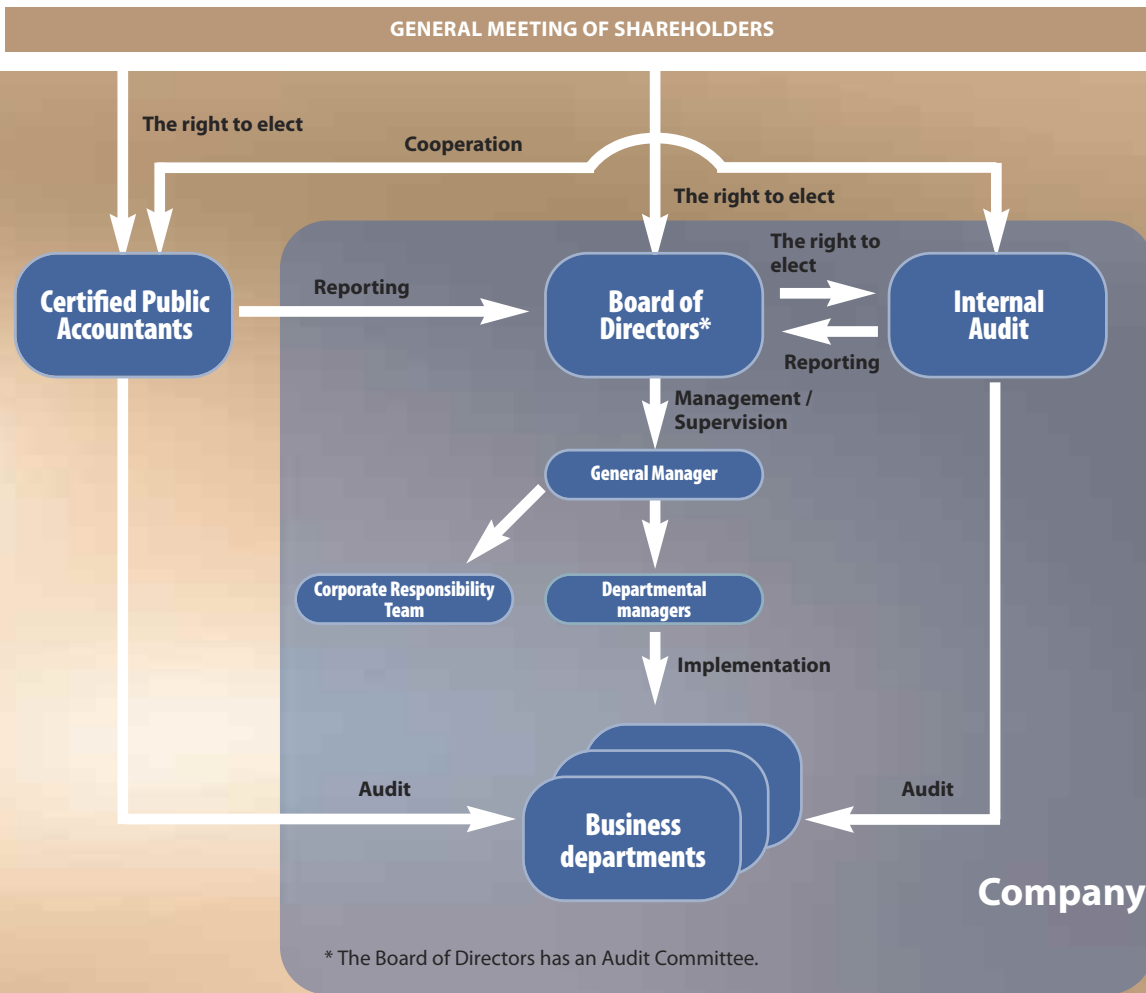 GENERAL MEETING OF SHAREHOLDERS
The right to elect
Cooperation
The right to elect
The right to
elect
Certified Public
Accountants
Reporting
Board of
Directors*
Internal
Audit
Reporting
Management /
Supervision
General Manager
Corporate Responsibility
Team
Departmental
managers
Implementation
Audit
Audit
Business
departments
Company
* The Board of Directors has an Audit Committee.